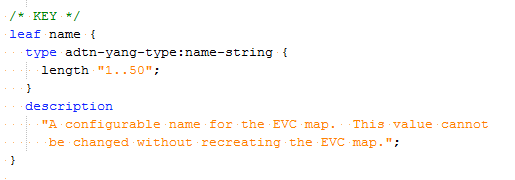 /* KEY */
leaf name {
type adtn-yang-type:name-string {
length "1..50";
}
description
"A configurable name for the EVC map. This value cannot
be changed without recreating the EVC map.";
}